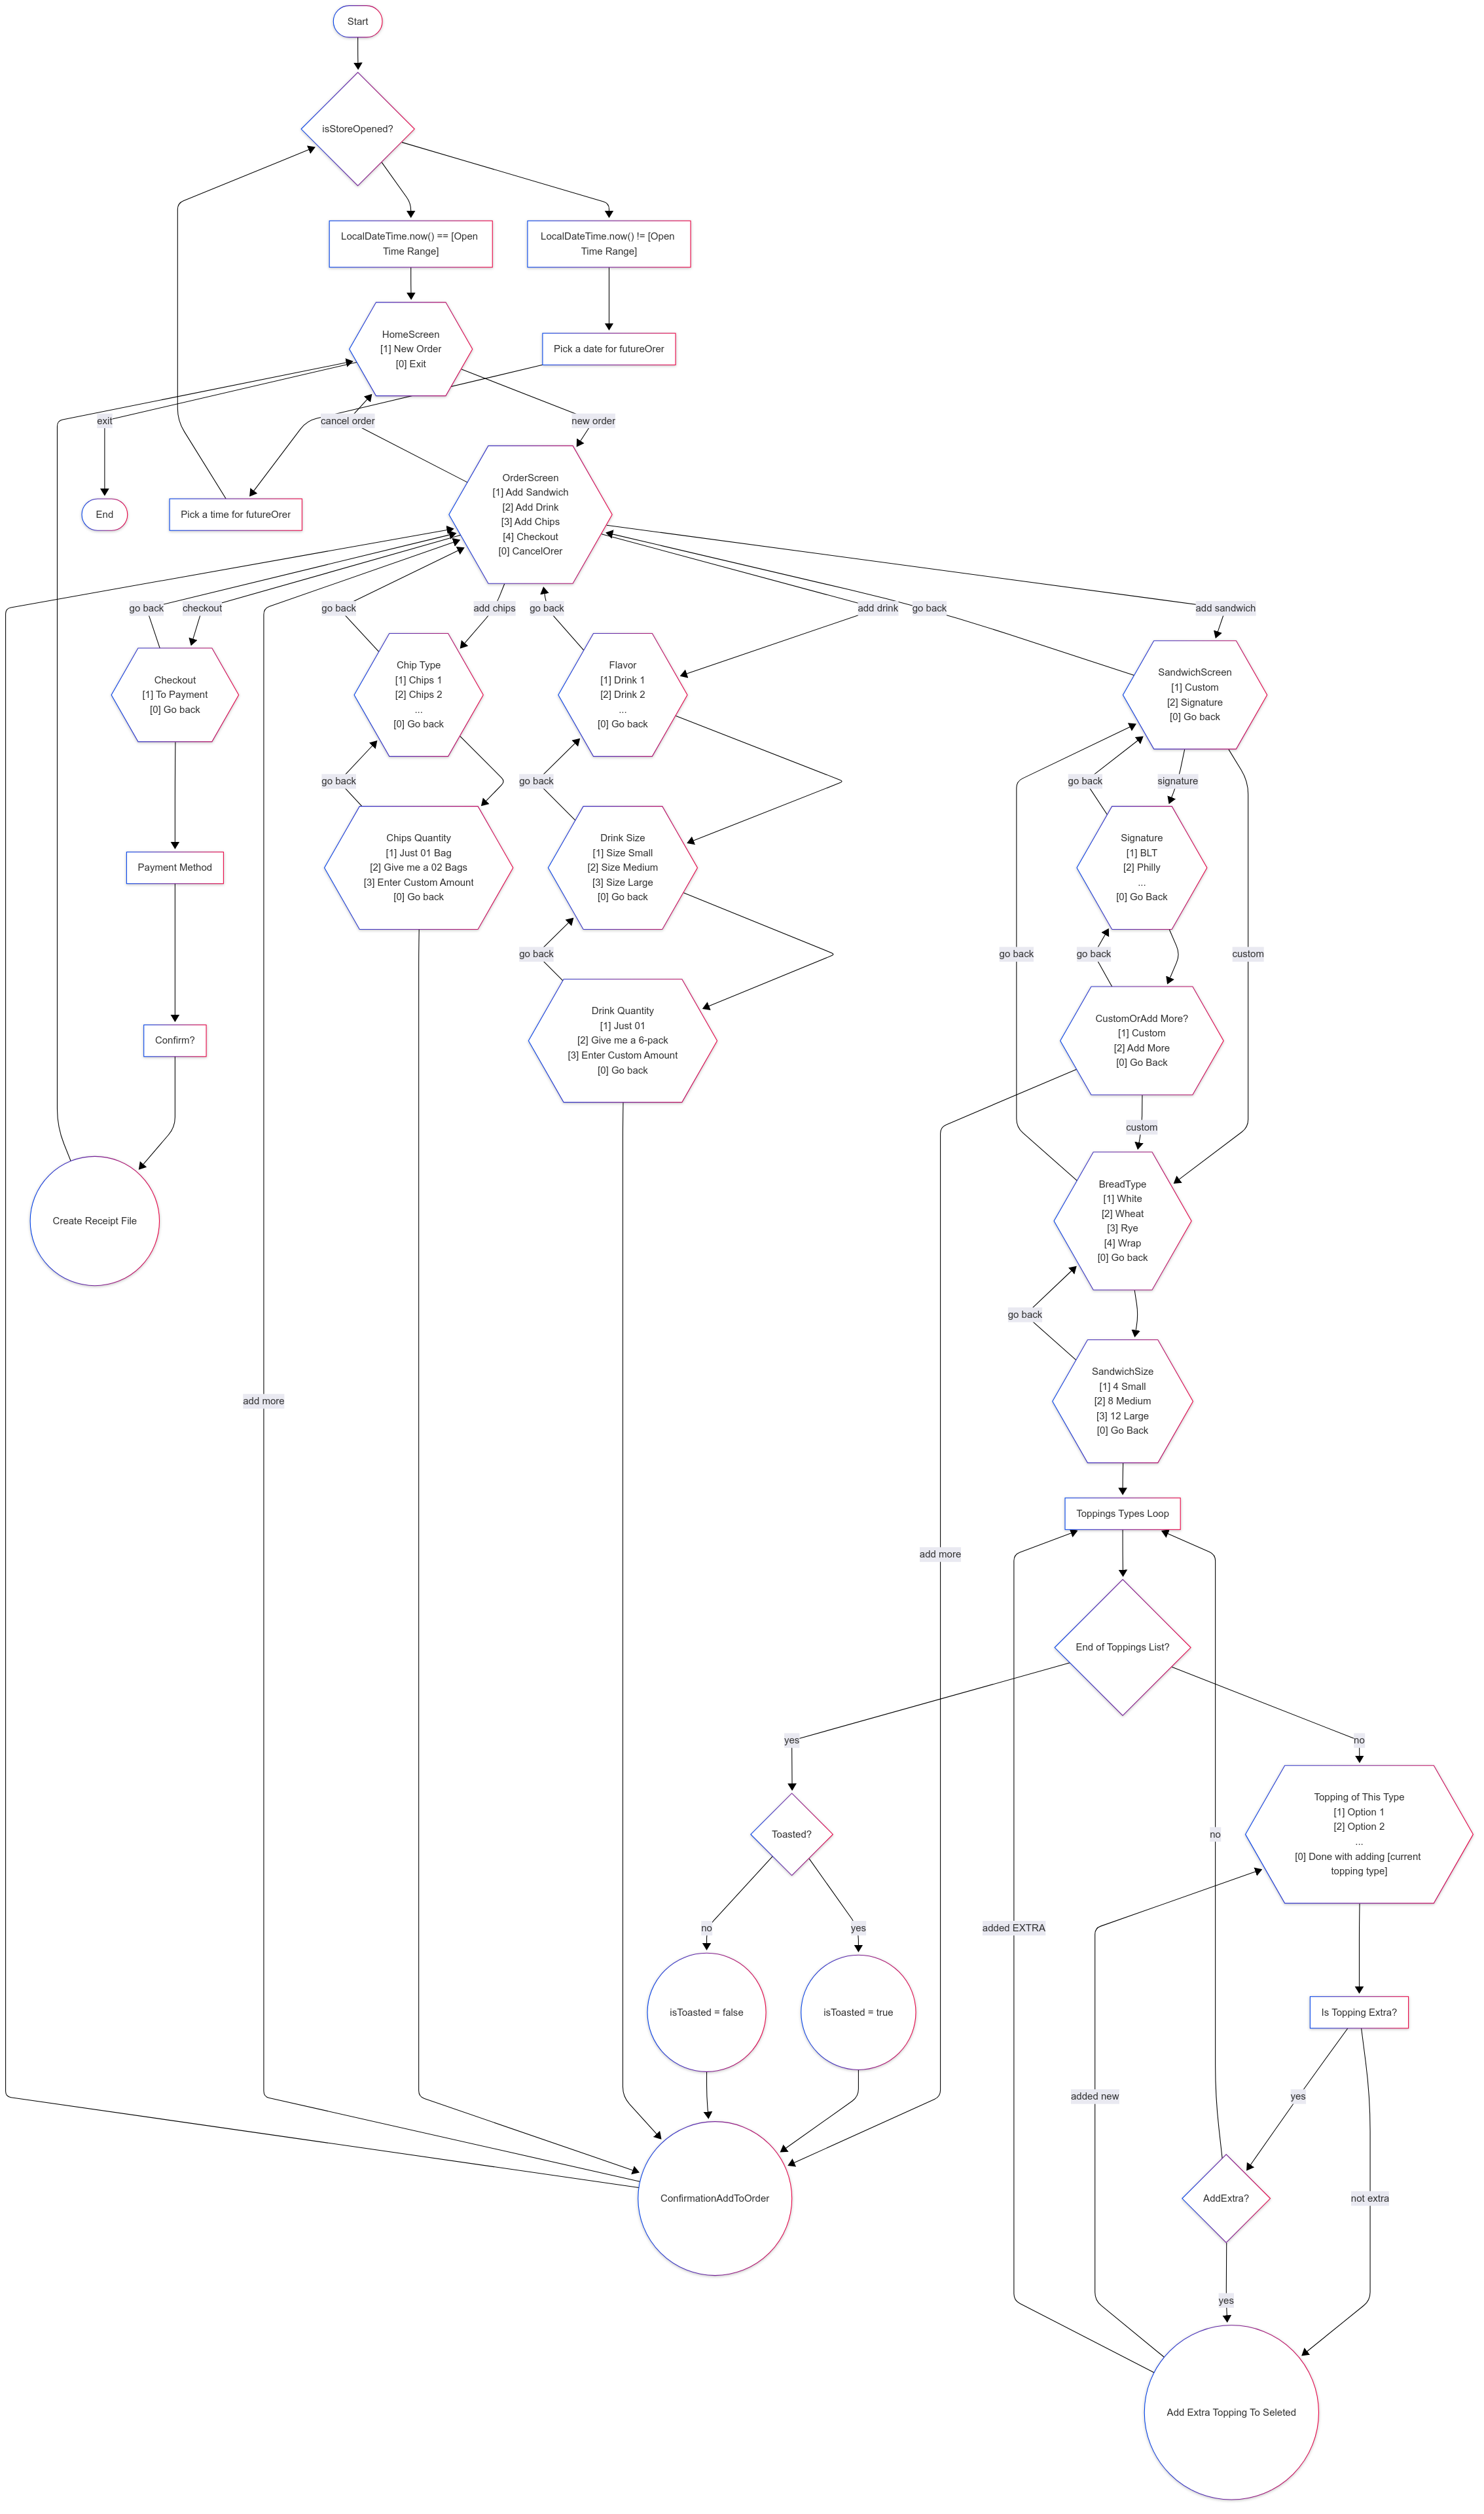 Start
isStoreOpened?
LocalDateTime.now() == [Open
Time Range]
LocalDateTime.now() != [Open
Time Range]
HomeScreen
[1] New Order
[0] Exit
Pick a date for futureOrer
exit
cancel order
new order
End
Pick a time for futureOrer
OrderScreen
[1] Add Sandwich
[2] Add Drink
[3] Add Chips
[4] Checkout
[0] CancelOrer
go back
checkout
go back
add chips
go back
add drink
go back
add sandwich
Checkout
[1] To Payment
[0] Go back
Chip Type
[1] Chips 1
[2] Chips 2
...
[0] Go back
Flavor
[1] Drink 1
[2] Drink 2
...
[0] Go back
SandwichScreen
[1] Custom
[2] Signature
[0] Go back
go back
go back
go back
signature
Payment Method
Chips Quantity
[1] Just 01 Bag
[2] Give me a 02 Bags
[3] Enter Custom Amount
[0] Go back
Drink Size
[1] Size Small
[2] Size Medium
[3] Size Large
[0] Go back
Signature
[1] BLT
[2] Philly
...
[0] Go Back
go back
go back
go back
custom
Confirm?
Drink Quantity
[1] Just 01
[2] Give me a 6-pack
[3] Enter Custom Amount
[0] Go back
CustomOrAdd More?
[1] Custom
[2] Add More
[0] Go Back
custom
Create Receipt File
BreadType
[1] White
[2] Wheat
[3] Rye
[4] Wrap
[0] Go back
go back
add more
SandwichSize
[1] 4 Small
[2] 8 Medium
[3] 12 Large
[0] Go Back
Toppings Types Loop
add more
End of Toppings List?
yes
no
Toasted?
no
Topping of This Type
[1] Option 1
[2] Option 2
...
[0] Done with adding [current
topping type]
no
yes
added EXTRA
isToasted = false
isToasted = true
Is Topping Extra?
added new
yes
ConfirmationAddToOrder
AddExtra?
not extra
yes
Add Extra Topping To Seleted